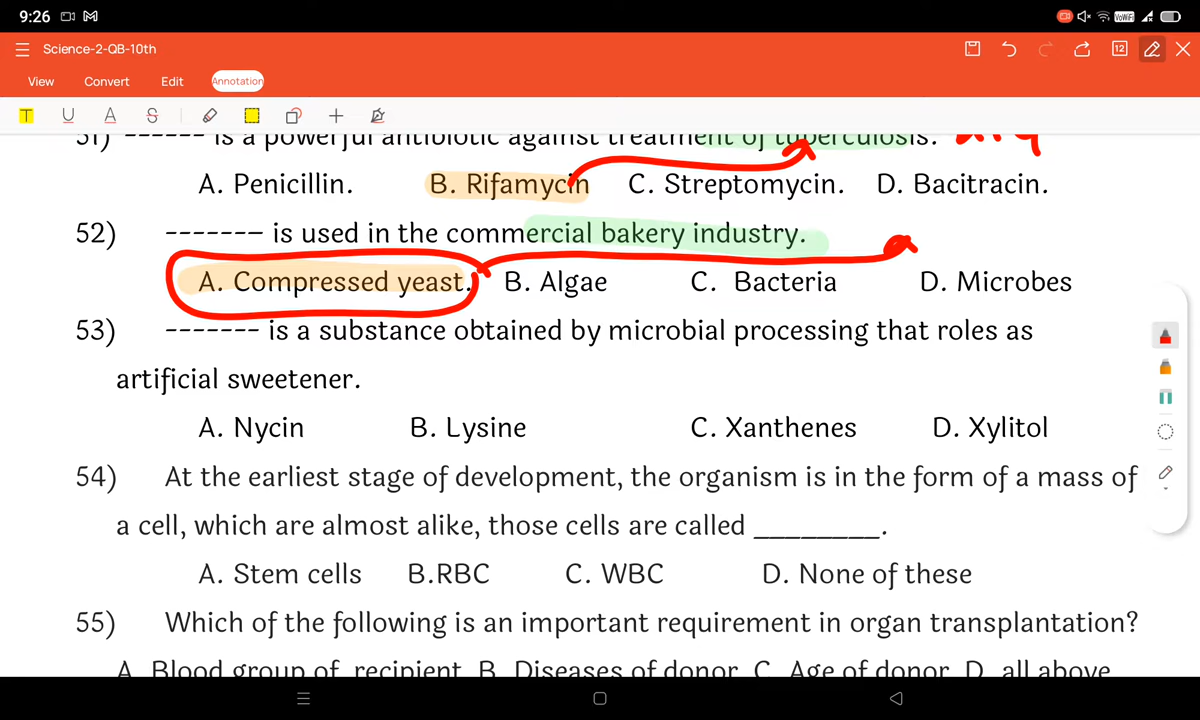 9:26
VoWiFi
Science-2-QB-10th
12
View Convert Edit Annotation
T U A S
51) ------ is a powerful antibiotic against treatment of tuberculosis.
A. Penicillin. B. Rifamycin C. Streptomycin. D. Bacitracin.
52) ------- is used in the commercial bakery industry.
A. Compressed yeast. B. Algae C. Bacteria D. Microbes
53) ------- is a substance obtained by microbial processing that roles as
artificial sweetener.
A. Nycin B. Lysine C. Xanthenes D. Xylitol
54) At the earliest stage of development, the organism is in the form of a mass of
a cell, which are almost alike, those cells are called ________.
A. Stem cells B.RBC C. WBC D. None of these
55) Which of the following is an important requirement in organ transplantation?
A. Blood group of recipient B. Diseases of donor C. Age of donor D. all above